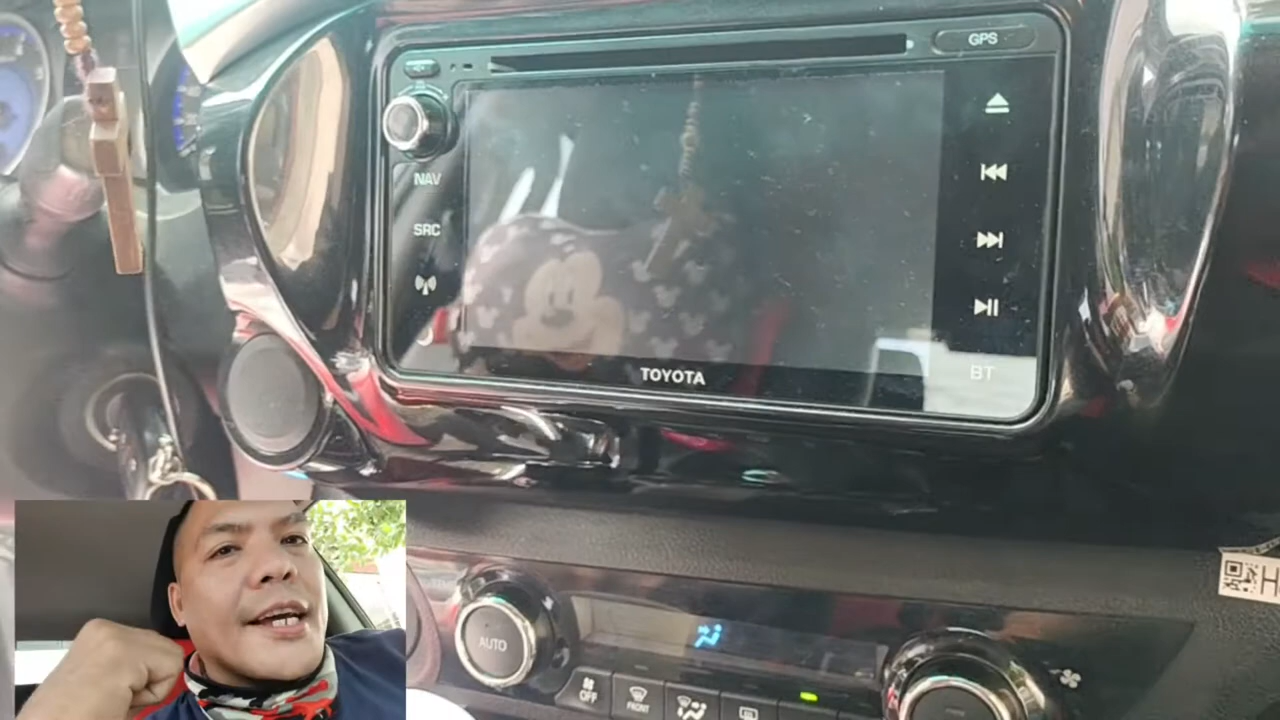 GPS
NAV
SRC
TOYOTA
BT
AUTO
OFF
FRONT
H